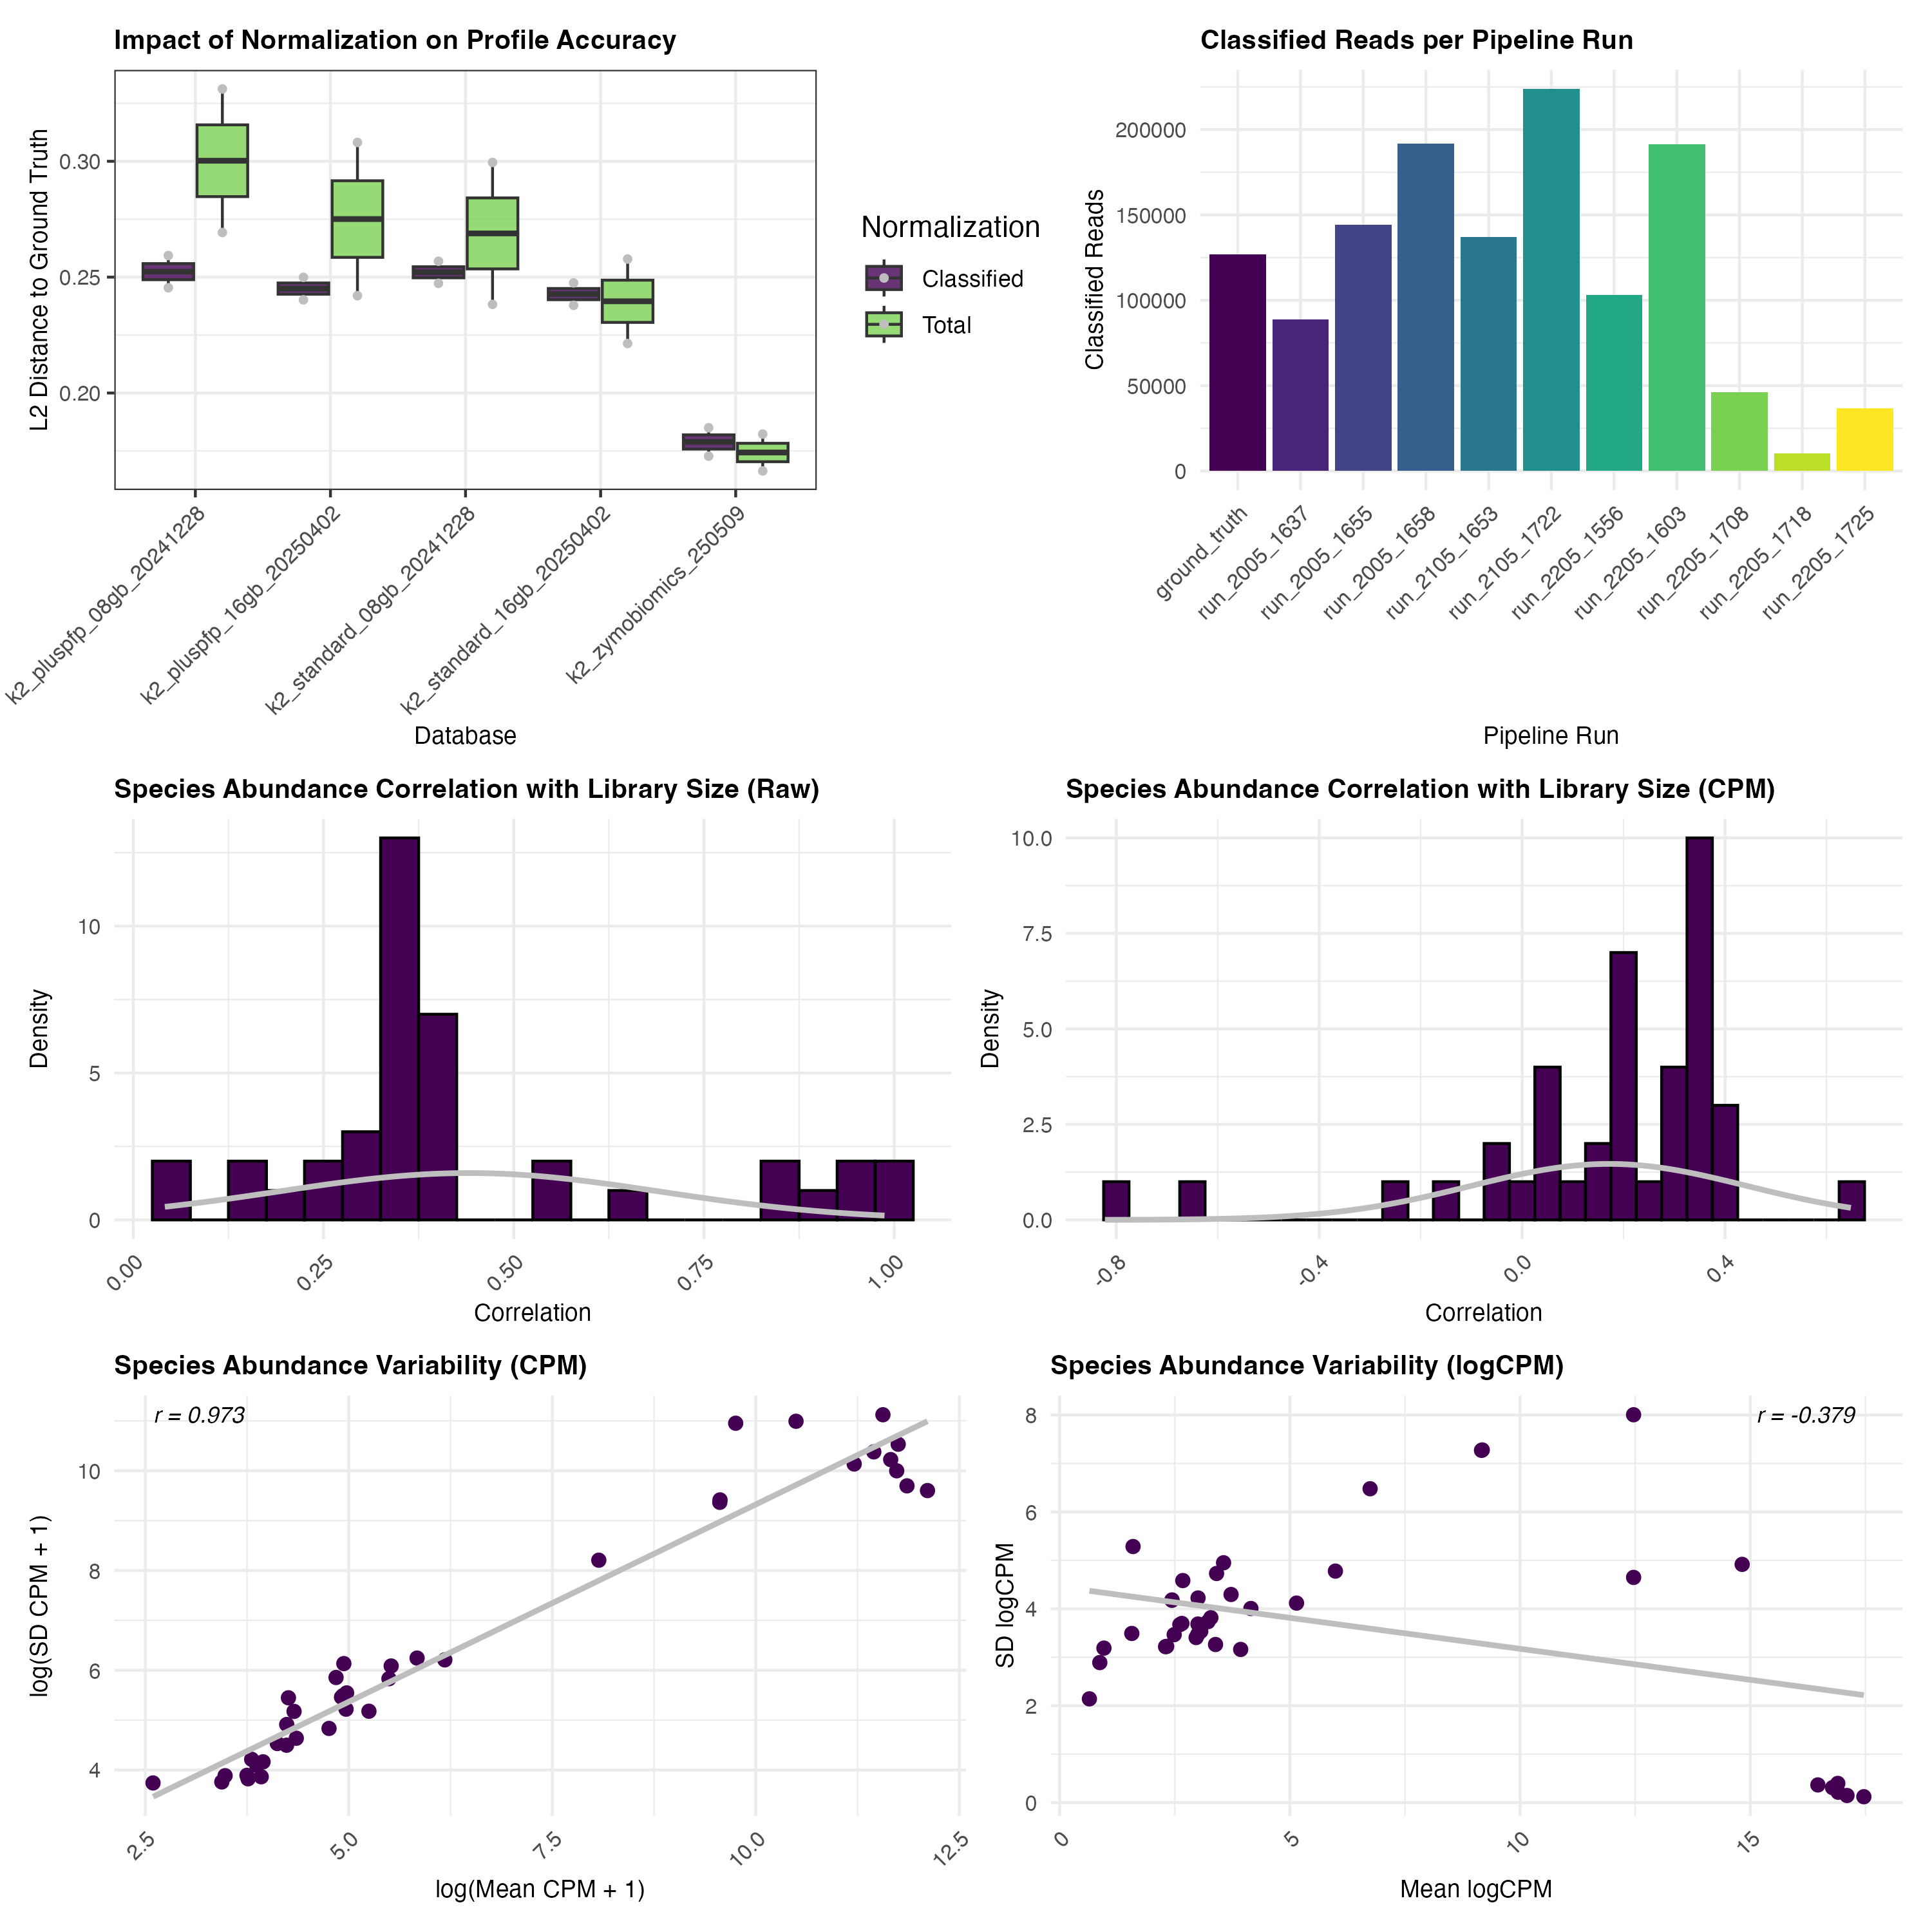 Impact of Normalization on Profile Accuracy
L2 Distance to Ground Truth
0.30
0.25
0.20
k2_pluspfp_08gb_20241228
k2_pluspfp_16gb_20250402
k2_standard_08gb_20241228
k2_standard_16gb_20250402
k2_zymobiomics_250509
Database
Normalization
Classified
Total
Classified Reads per Pipeline Run
Classified Reads
200000
150000
100000
50000
0
ground_truth
run_2005_1637
run_2005_1655
run_2005_1658
run_2105_1653
run_2105_1722
run_2205_1556
run_2205_1603
run_2205_1708
run_2205_1718
run_2205_1725
Pipeline Run
Species Abundance Correlation with Library Size (Raw)
Density
10
5
0
0.00
0.25
0.50
0.75
1.00
Correlation
Species Abundance Correlation with Library Size (CPM)
Density
10.0
7.5
5.0
2.5
0.0
-0.8
-0.4
0.0
0.4
Correlation
Species Abundance Variability (CPM)
r = 0.973
log(SD CPM + 1)
10
8
6
4
2.5
5.0
7.5
10.0
12.5
log(Mean CPM + 1)
Species Abundance Variability (logCPM)
r = -0.379
SD logCPM
8
6
4
2
0
0
5
10
15
Mean logCPM